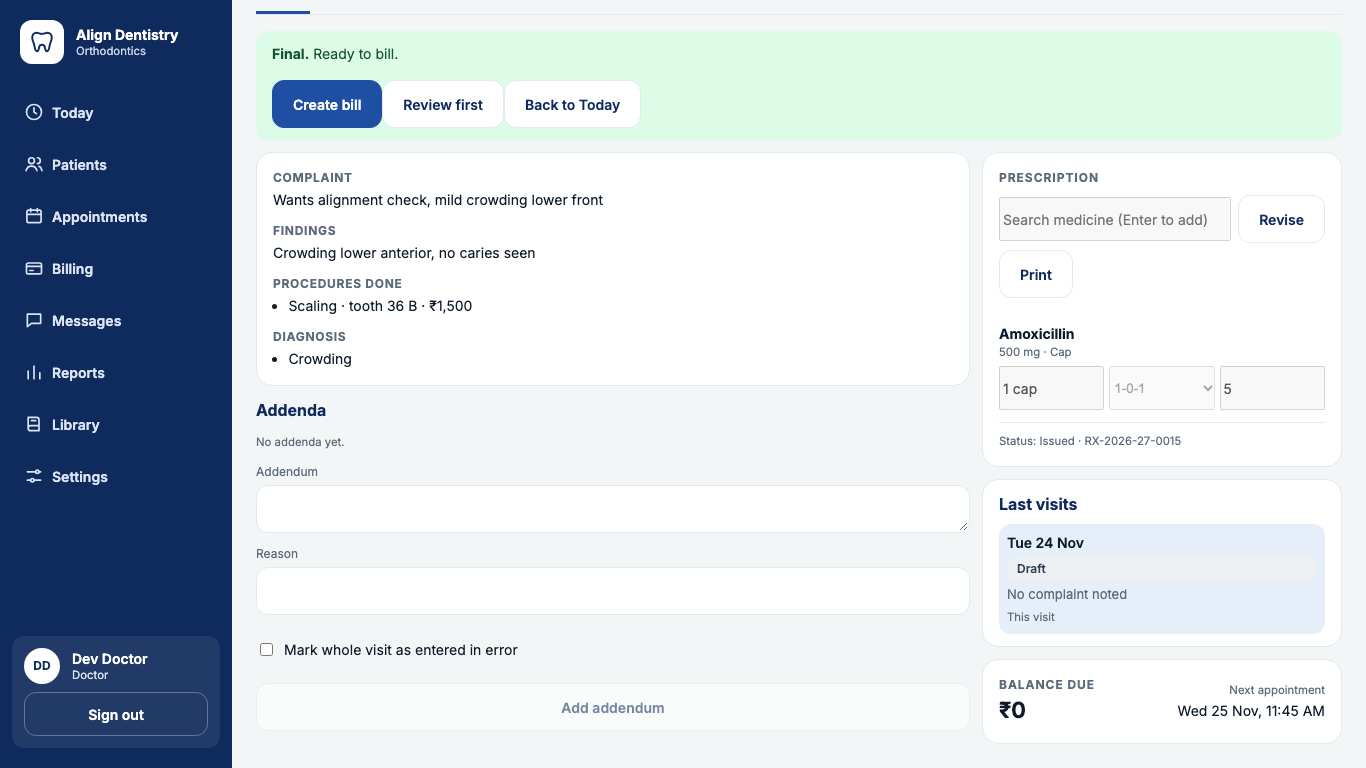 Align Dentistry
Orthodontics
Today
Patients
Appointments
Billing
Messages
Reports
Library
Settings
DD
Dev Doctor
Doctor
Sign out
Final. Ready to bill.
Create bill
Review first
Back to Today
COMPLAINT
Wants alignment check, mild crowding lower front
FINDINGS
Crowding lower anterior, no caries seen
PROCEDURES DONE
• Scaling · tooth 36 B · ₹1,500
DIAGNOSIS
• Crowding
Addenda
No addenda yet.
Addendum
Reason
Mark whole visit as entered in error
Add addendum
PRESCRIPTION
Search medicine (Enter to add)
Revise
Print
Amoxicillin
500 mg · Cap
1 cap
1-0-1
5
Status: Issued · RX-2026-27-0015
Last visits
Tue 24 Nov
Draft
No complaint noted
This visit
BALANCE DUE
₹0
Next appointment
Wed 25 Nov, 11:45 AM